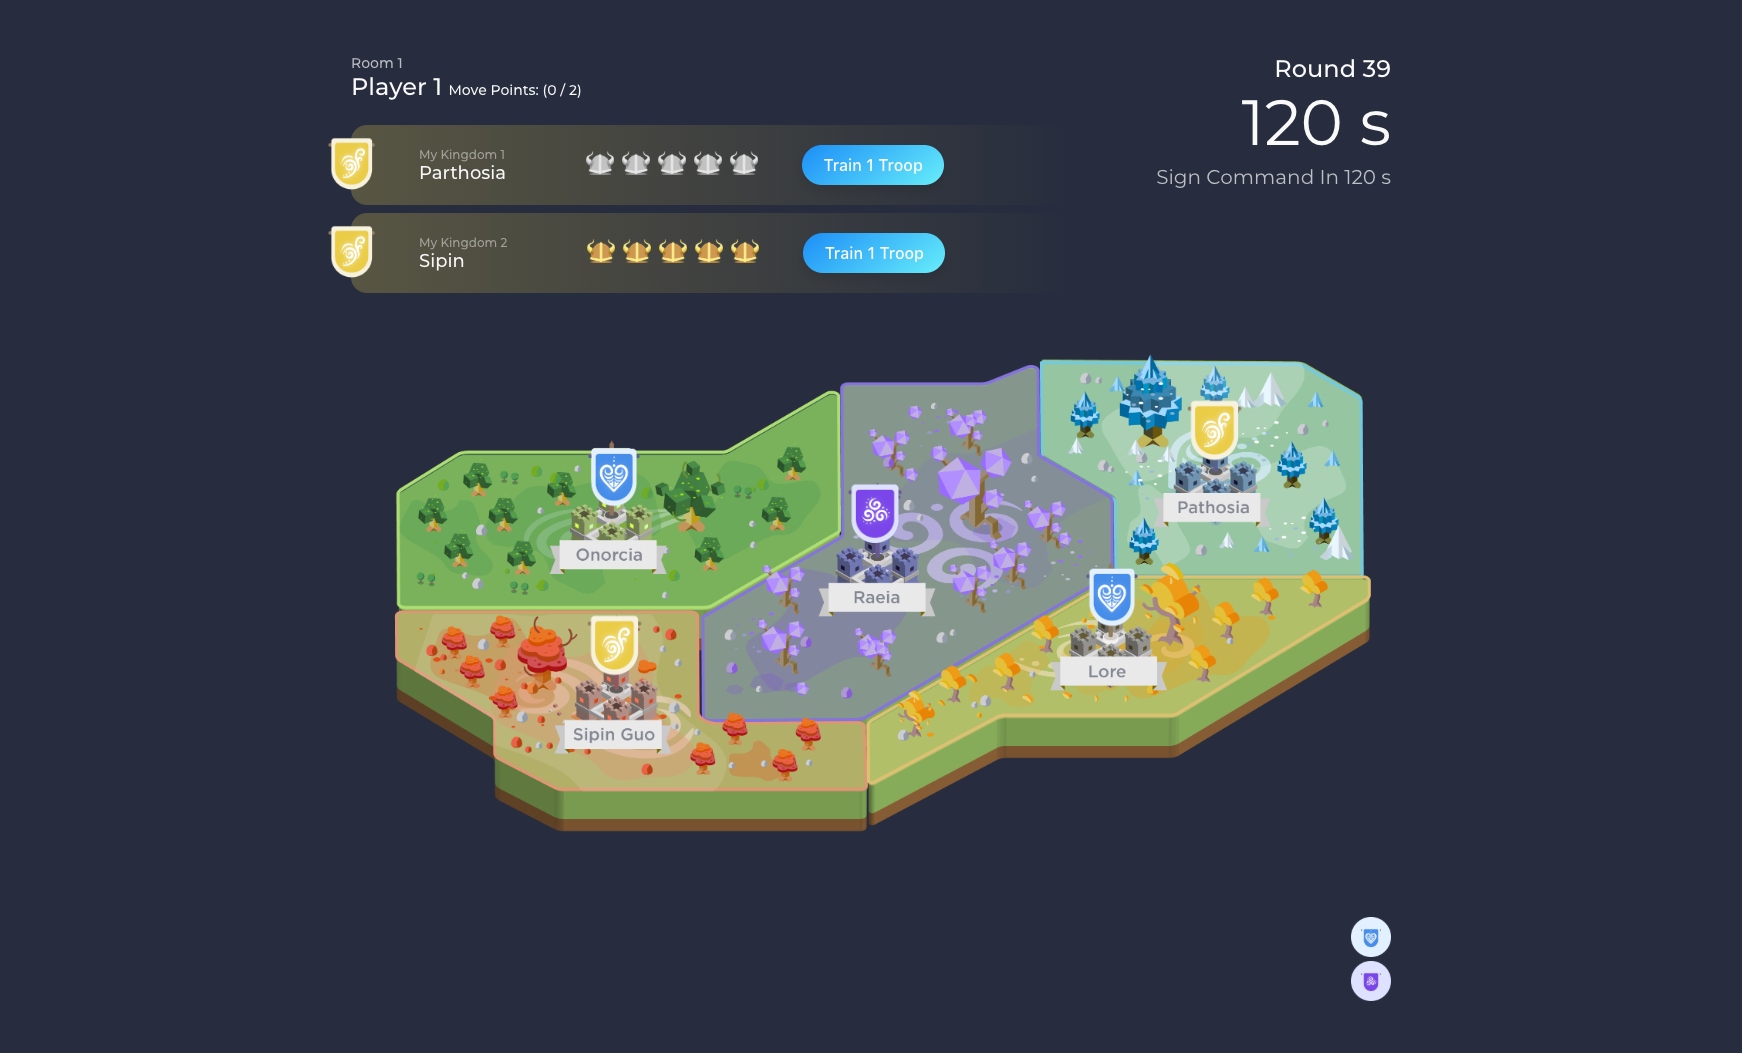 Room 1
Player 1 Move Points: (0 / 2)
Round 39
120 s
Sign Command In 120 s
My Kingdom 1
Parthosia
Train 1 Troop
My Kingdom 2
Sipin
Train 1 Troop
Pathosia
Onorcia
Raeia
Lore
Sipin Guo